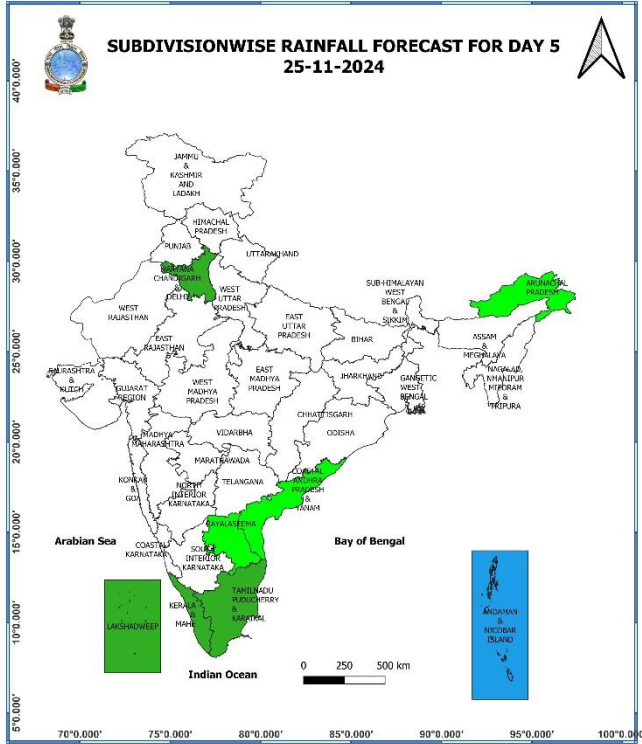 SUBDIVISIONWISE RAINFALL FORECAST FOR DAY 5
25-11-2024
40°0.000'
35°0.000'
30°0.000'
25°0.000'
20°0.000'
15°0.000'
10°0.000'
5°0.000'
JAMMU
&
KASHMIR
AND
LADAKH
HIMACHAL
PRADESH
PUNJAB
UTTARAKHAND
HARYANA
CHANDIGARH
&
DELHI
WEST
UTTAR
PRADESH
WEST
RAJASTHAN
EAST
RAJASTHAN
EAST
UTTAR
PRADESH
SUB-HIMALAYAN
WEST
BENGAL
&
SIKKIM
ARUNACHAL
PRADESH
BIHAR
ASSAM
&
MEGHALAYA
NAGALAD,
NMANIPUR
MIZORAM
&
TRIPURA
SAURASHTRA
&
KUTCH
GUJARAT
REGION
WEST
MADHYA
PRADESH
EAST
MADHYA
PRADESH
JHARKHAND
GANGETIC
WEST
BENGAL
CHHATTISGARH
ODISHA
MADHYA
MAHARASHTRA
VIDARBHA
MARATHWADA
TELANGANA
KONKAN
&
GOA
NORTH
INTERIOR
KARNATAKA
COASTAL
ANDHRA
PRADESH
&
YANAM
RAYALASEEMA
COASTAL
KARNATAKA
SOUTH
INTERIOR
KARNATAKA
Arabian Sea
Bay of Bengal
LAKSHADWEEP
KERALA
&
MAHE
TAMILNADU
PUDUCHERRY
&
KARAIKAL
ANDAMAN
&
NICOBAR
ISLAND
Indian Ocean
0 250 500 km
70°0.000' 75°0.000' 80°0.000' 85°0.000' 90°0.000' 95°0.000' 100°0.000'